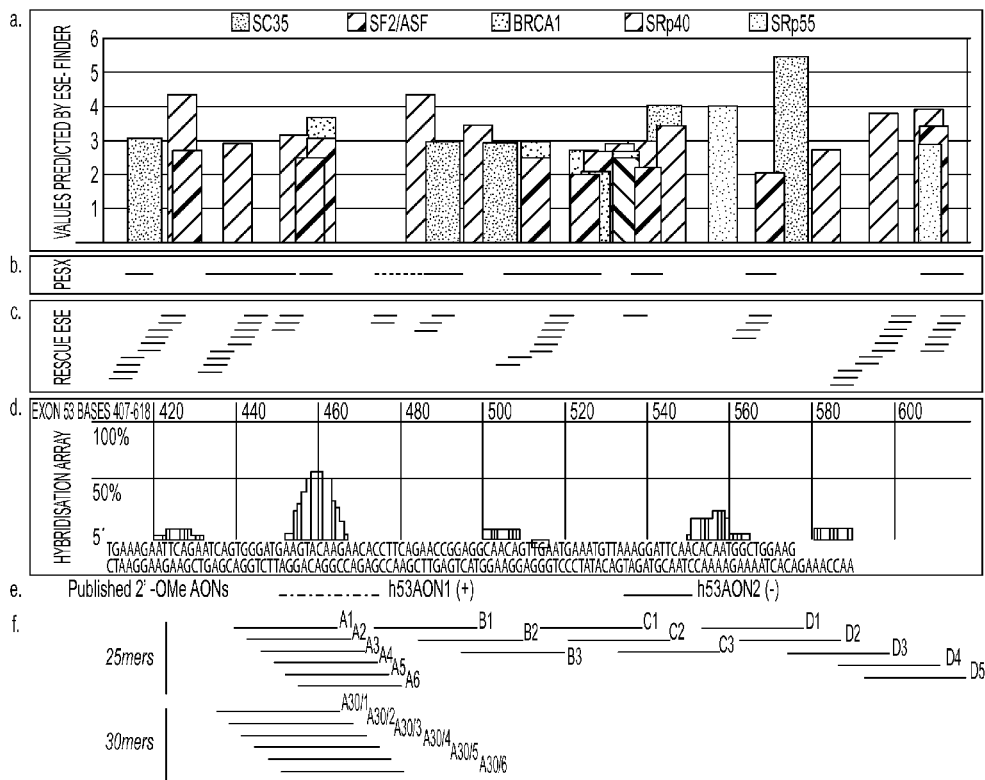 a.
SC35 SF2/ASF BRCA1 SRp40 SRp55
VALUES PREDICTED BY ESE- FINDER
6
5
4
3
2
1
b.
PESX
c.
RESCUE ESE
d.
EXON 53 BASES 407-618 420 440 460 480 500 520 540 560 580 600
HYBRIDISATION ARRAY
100%
50%
5´
TGAAAGAATTCAGAATCAGTGGGATGAAGTACAAGAACACCTTCAGAACCGGAGGCAACAGTTGAATGAAATGTTAAAGGATTCAACACAATGGCTGGAAG
CTAAGGAAGAAGCTGAGCAGGTCTTAGGACAGGCCAGAGCCAAGCTTGAGTCATGGAAGGAGGGTCCCTATACAGTAGATGCAATCCAAAAGAAAATCACAGAAACCAA
e. Published 2´-OMe AONs h53AON1 (+) h53AON2 (-)
f.
25mers
A1 B1 C1 D1
A2 B2 C2 D2
A3 B3 C3 D3
A4 D4
A5 D5
A6
30mers
A30/1
A30/2
A30/3
A30/4
A30/5
A30/6